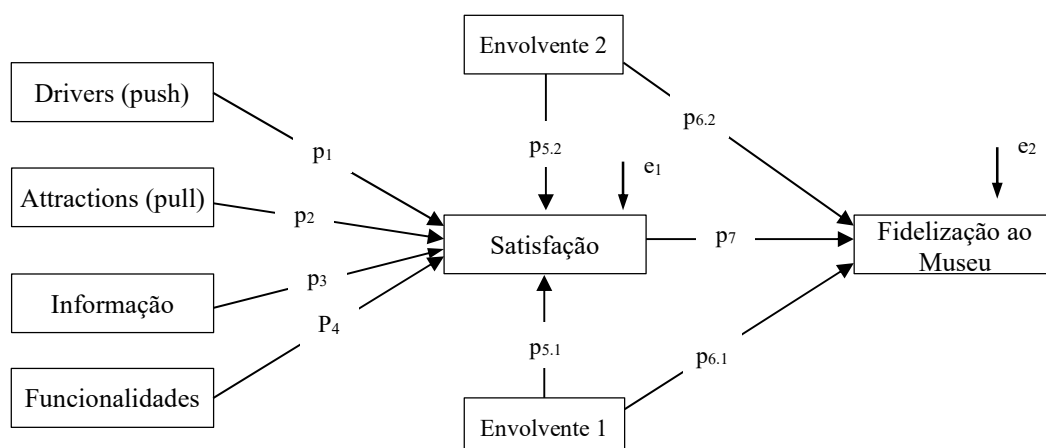 Envolvente 2
Drivers (push)
p6.2
p1
p5.2
e1
e2
Attractions (pull)
p2
Satisfação
p7
Fidelização ao
Museu
p3
Informação
P4
p5.1
p6.1
Funcionalidades
Envolvente 1